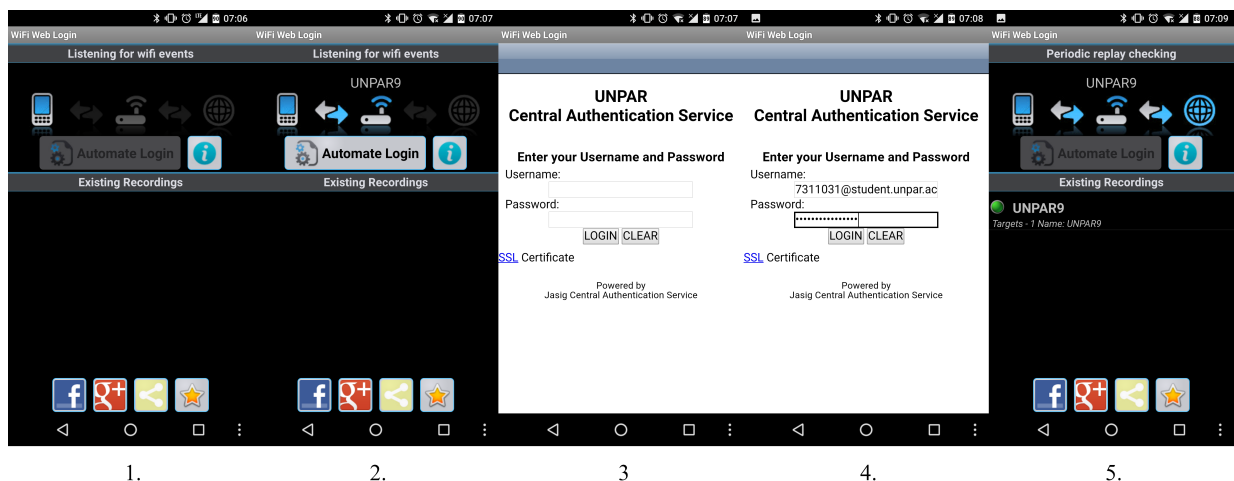 07:06
WiFi Web Login
Listening for wifi events
Automate Login
i
Existing Recordings
f
g+
1.
07:07
WiFi Web Login
Listening for wifi events
UNPAR9
Automate Login
i
Existing Recordings
f
g+
2.
07:07
WiFi Web Login
UNPAR
Central Authentication Service
Enter your Username and Password
Username:
Password:
LOGIN CLEAR
SSL Certificate
Powered by
Jasig Central Authentication Service
3
07:08
WiFi Web Login
UNPAR
Central Authentication Service
Enter your Username and Password
Username:
7311031@student.unpar.ac
Password:
••••••••••••••••
LOGIN CLEAR
SSL Certificate
Powered by
Jasig Central Authentication Service
4.
07:09
WiFi Web Login
Periodic replay checking
UNPAR9
Automate Login
i
Existing Recordings
UNPAR9
Targets - 1 Name: UNPAR9
f
g+
5.